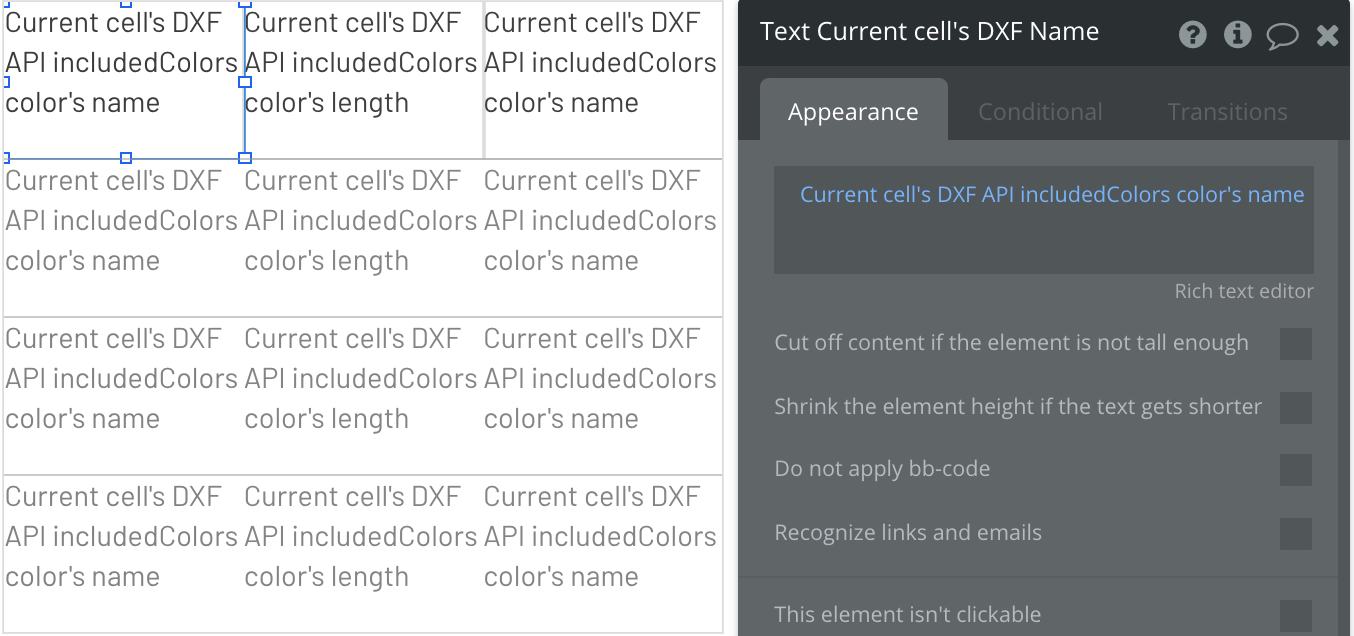 Current cell's DXF Current cell's DXF Current cell's DXF
API includedColors API includedColors API includedColors
color's name color's length color's name
Current cell's DXF Current cell's DXF Current cell's DXF
API includedColors API includedColors API includedColors
color's name color's length color's name
Current cell's DXF Current cell's DXF Current cell's DXF
API includedColors API includedColors API includedColors
color's name color's length color's name
Current cell's DXF Current cell's DXF Current cell's DXF
API includedColors API includedColors API includedColors
color's name color's length color's name
Text Current cell's DXF Name
Appearance Conditional Transitions
Current cell's DXF API includedColors color's name
Rich text editor
Cut off content if the element is not tall enough
Shrink the element height if the text gets shorter
Do not apply bb-code
Recognize links and emails
This element isn't clickable